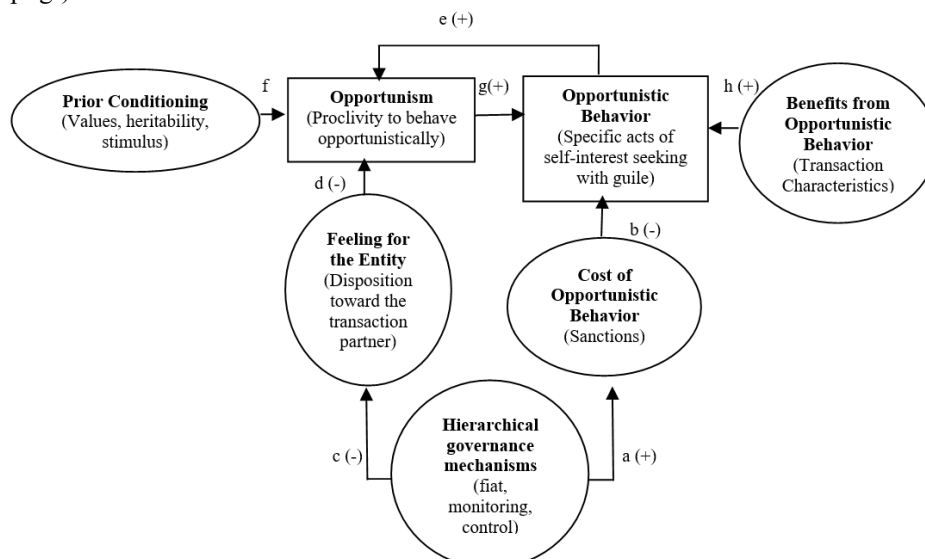 e (+)
Prior Conditioning
(Values, heritability,
stimulus)
f
Opportunism
(Proclivity to behave
opportunistically)
g(+)
Opportunistic
Behavior
(Specific acts of
self-interest seeking
with guile)
h (+)
Benefits from
Opportunistic
Behavior
(Transaction
Characteristics)
d (-)
b (-)
Feeling for
the Entity
(Disposition
toward the
transaction
partner)
Cost of
Opportunistic
Behavior
(Sanctions)
c (-)
Hierarchical
governance
mechanisms
(fiat,
monitoring,
control)
a (+)